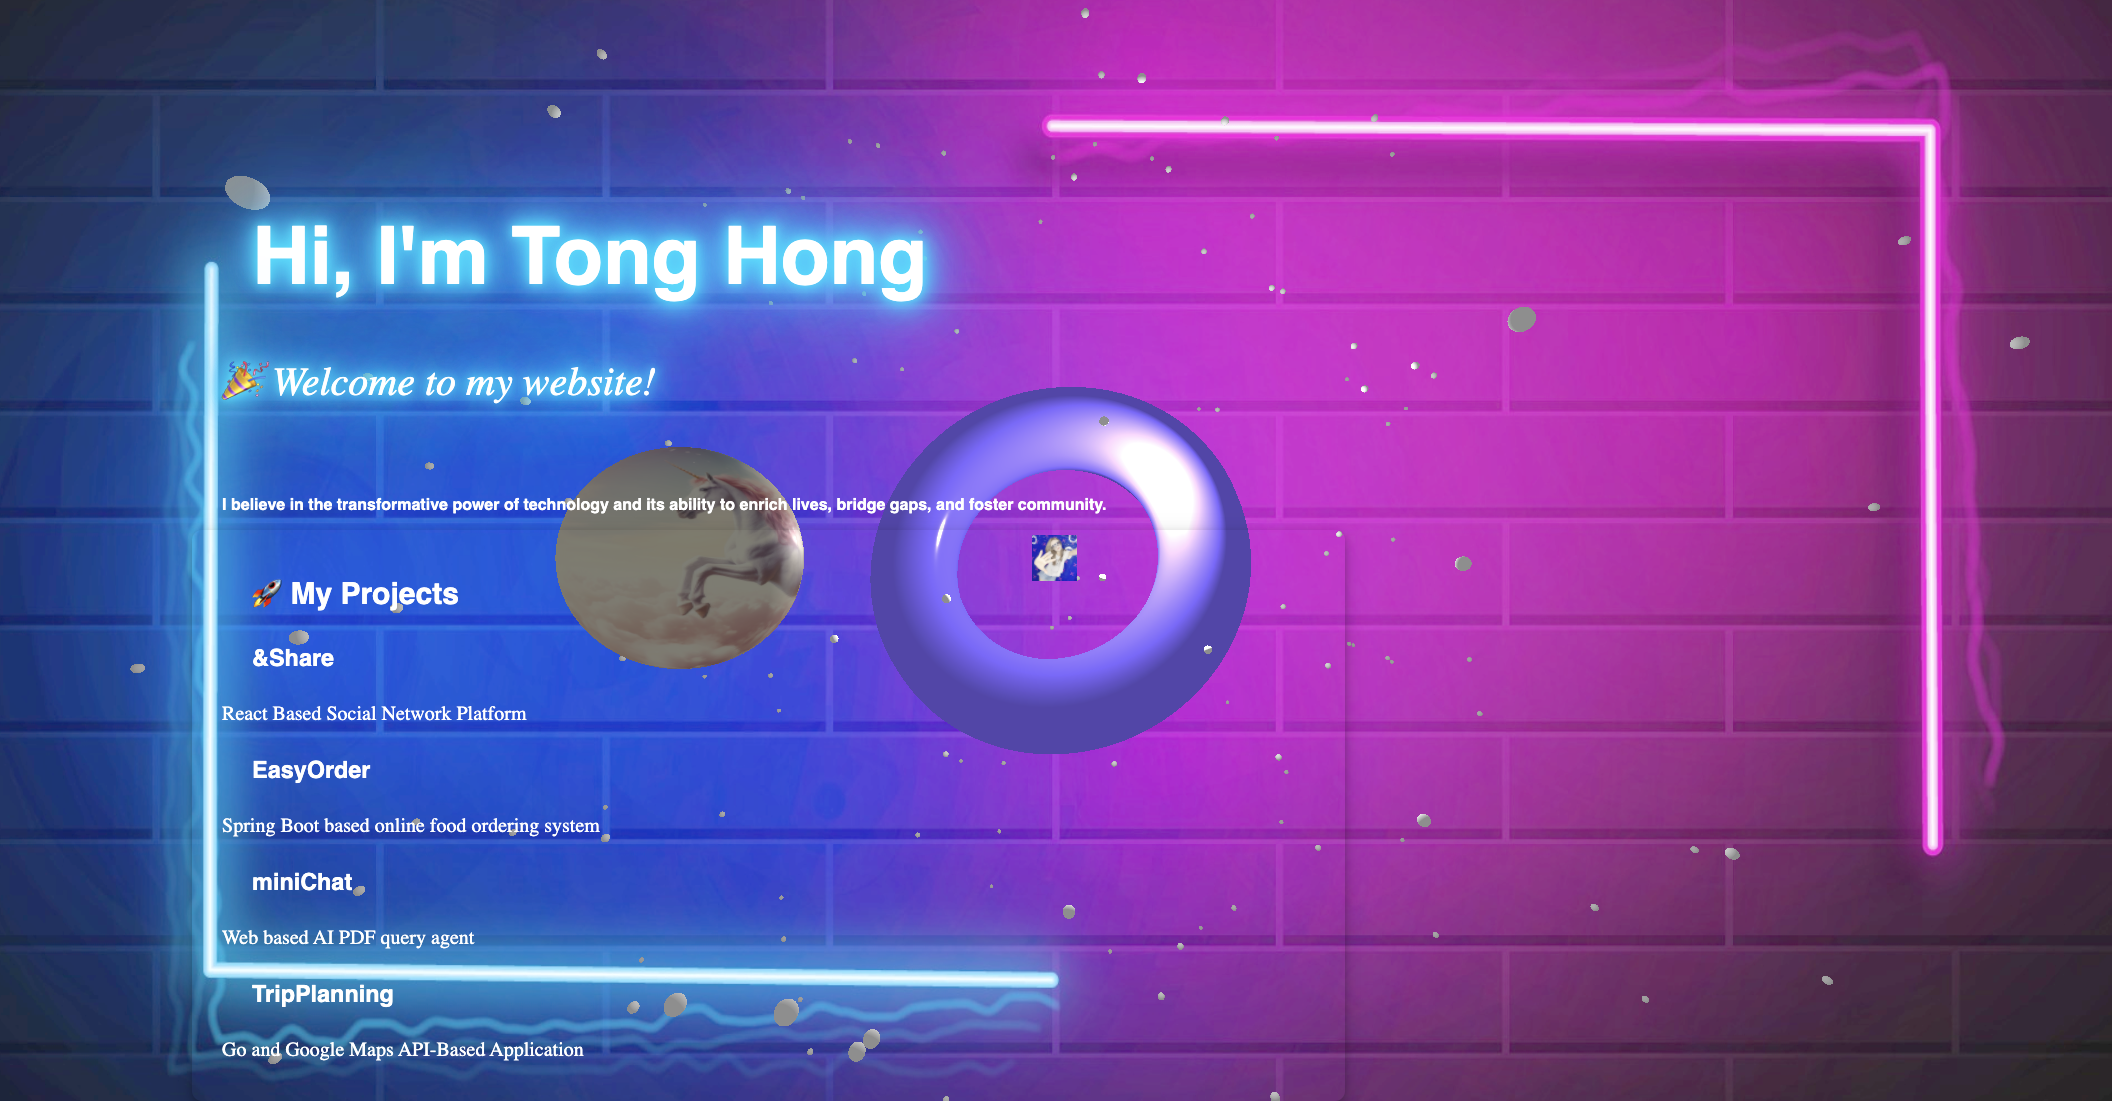 Hi, I'm Tong Hong
🎉Welcome to my website!
I believe in the transformative power of technology and its ability to enrich lives, bridge gaps, and foster community.
🚀 My Projects
&Share
React Based Social Network Platform
EasyOrder
Spring Boot based online food ordering system
miniChat
Web based AI PDF query agent
TripPlanning
Go and Google Maps API-Based Application